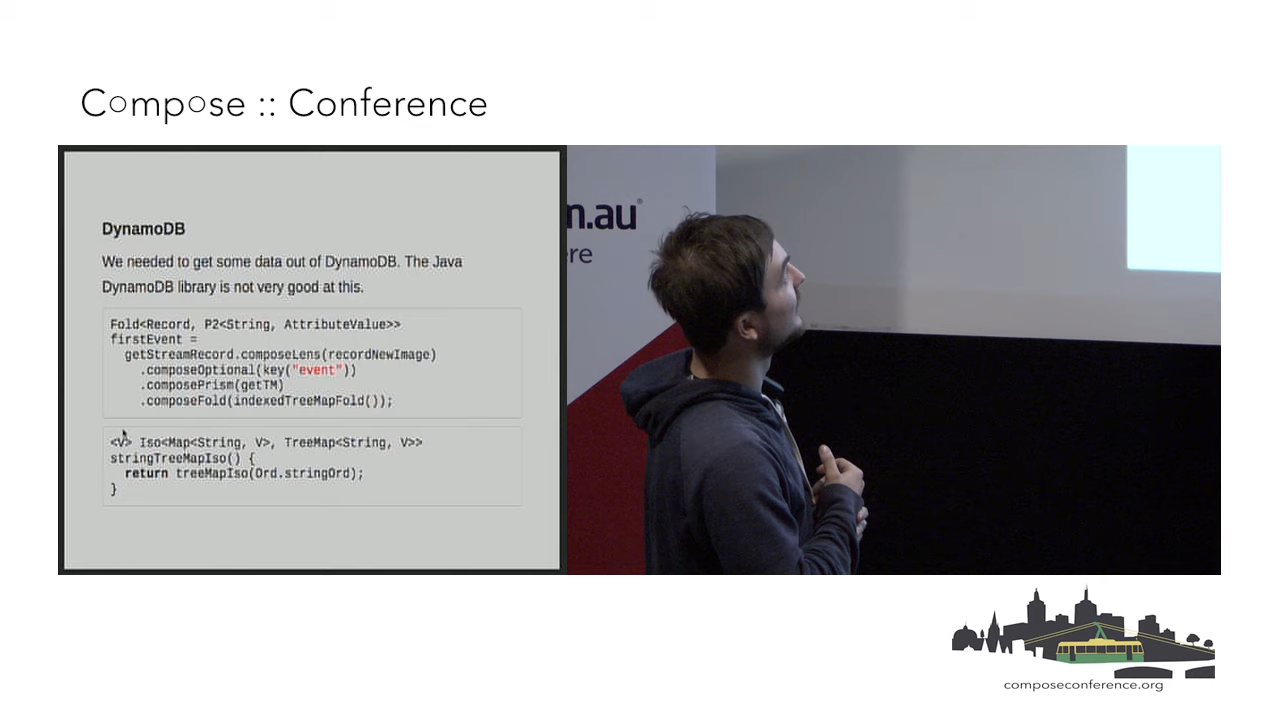 Compose :: Conference
DynamoDB
We needed to get some data out of DynamoDB. The Java
DynamoDB library is not very good at this.
Fold<Record, P2<String, AttributeValue>>
firstEvent =
getStreamRecord.composeLens(recordNewImage)
.composeOptional(key("event"))
.composePrism(getTM)
.composeFold(indexedTreeMapFold());
<V> Iso<Map<String, V>, TreeMap<String, V>>
stringTreeMapIso() {
return treeMapIso(Ord.stringOrd);
}
m.au
ere
composeconference.org